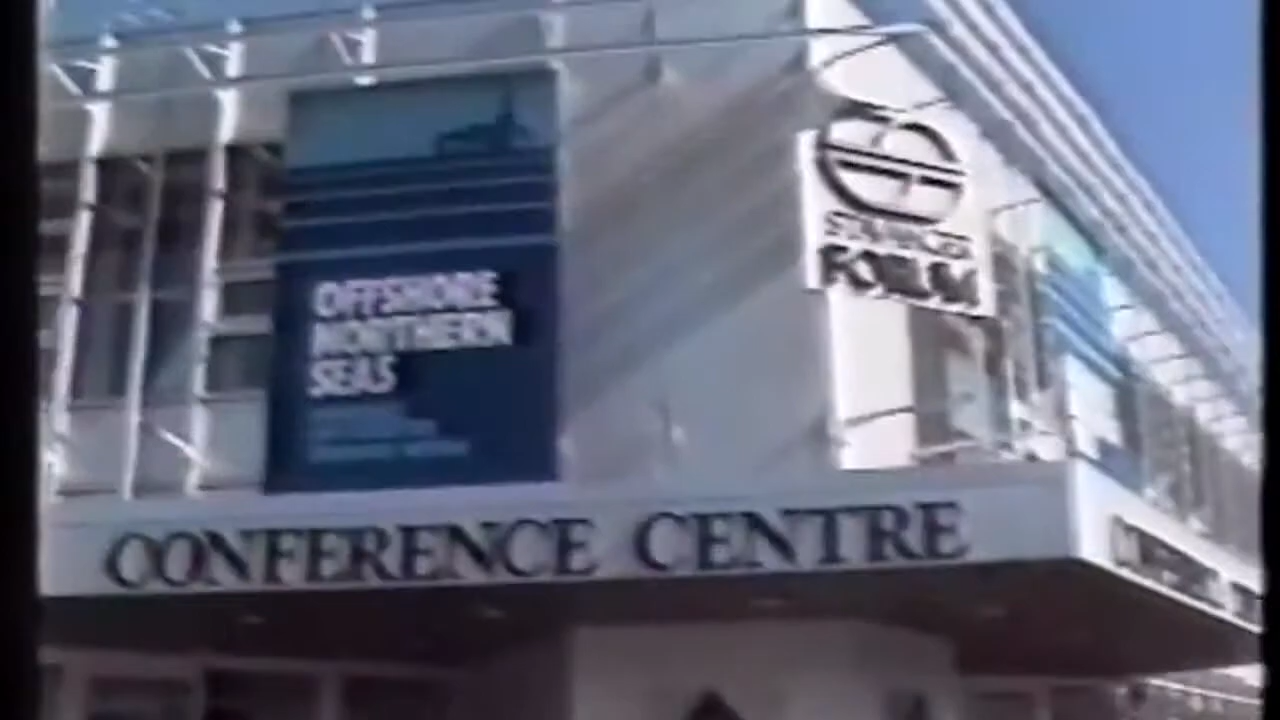 OFFSHORE
NORTHERN
SEAS
STAVANGER
FORUM
CONFERENCE CENTRE